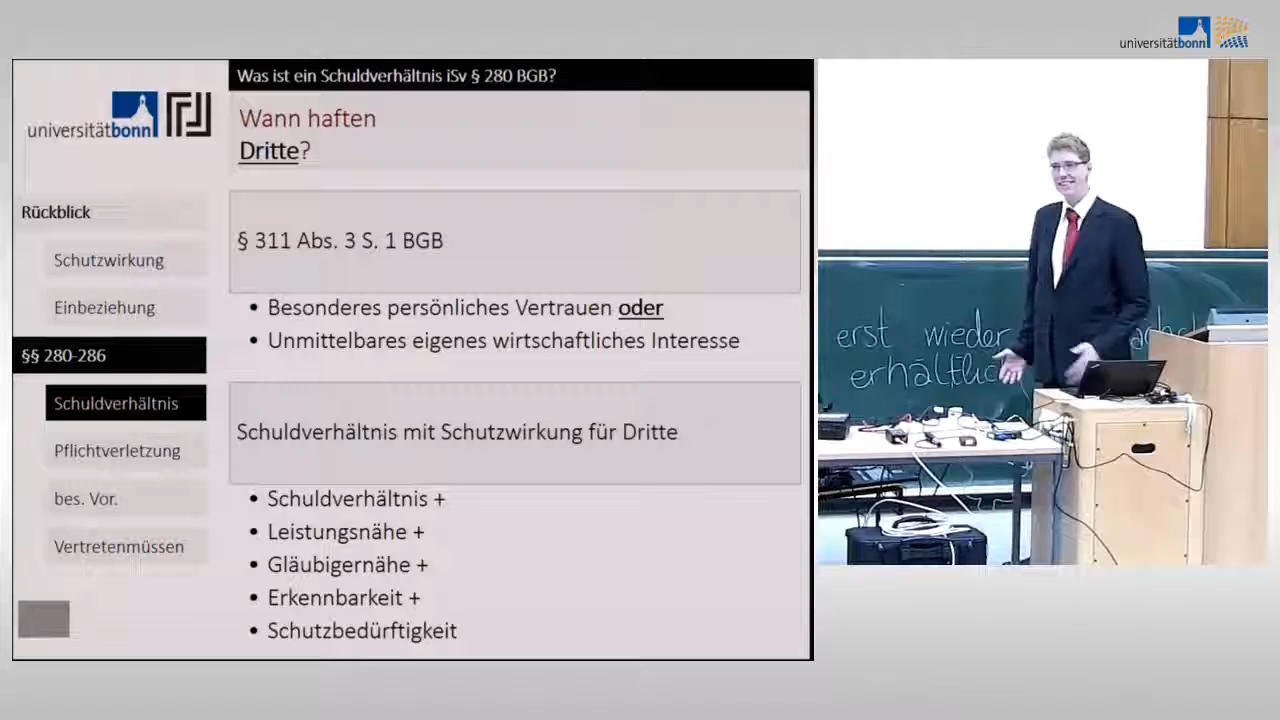 universitätbonn
Was ist ein Schuldverhältnis iSv § 280 BGB?
universitätbonn
Wann haften
Dritte?
Rückblick
Schutzwirkung
Einbeziehung
§§ 280-286
Schuldverhältnis
Pflichtverletzung
bes. Vor.
Vertretenmüssen
§ 311 Abs. 3 S. 1 BGB
• Besonderes persönliches Vertrauen oder
• Unmittelbares eigenes wirtschaftliches Interesse
Schuldverhältnis mit Schutzwirkung für Dritte
• Schuldverhältnis +
• Leistungsnähe +
• Gläubigernähe +
• Erkennbarkeit +
• Schutzbedürftigkeit
erst wieder
erhältlic